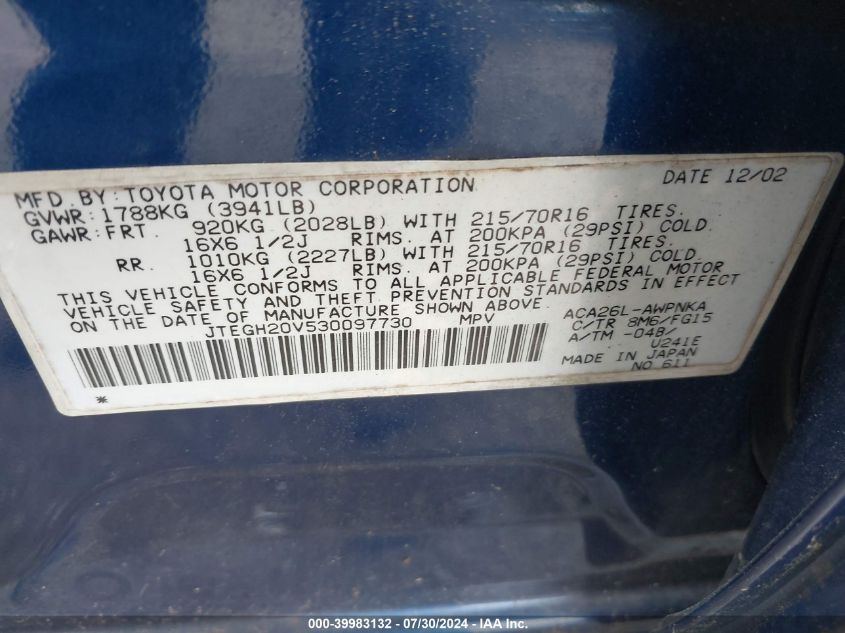 MFD. BY: TOYOTA MOTOR CORPORATION DATE 12/02
GVWR: 1788KG (3941LB)
GAWR: FRT. 920KG (2028LB) WITH 215/70R16 TIRES.
16X6 1/2J RIMS. AT 200KPA (29PSI) COLD.
RR. 1010KG (2227LB) WITH 215/70R16 TIRES.
16X6 1/2J RIMS. AT 200KPA (29PSI) COLD.
THIS VEHICLE CONFORMS TO ALL APPLICABLE FEDERAL MOTOR
VEHICLE SAFETY AND THEFT PREVENTION STANDARDS IN EFFECT
ON THE DATE OF MANUFACTURE SHOWN ABOVE.
JTEGH20V530097730 MPV
ACA26L-AWPNKA
C/TR 8M6/FG15
A/TM -04B/
U241E
MADE IN JAPAN
NO 611
*
000-39983132 - 07/30/2024 - IAA Inc.